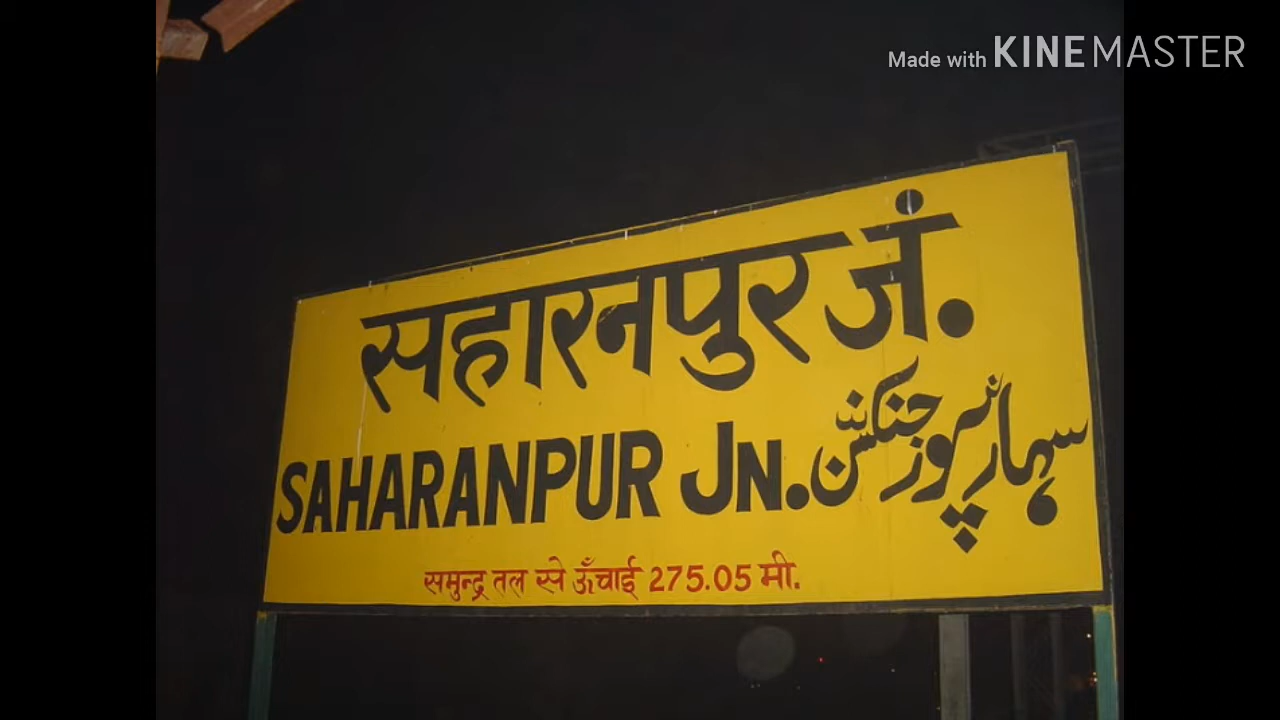 Made with KINEMASTER
सहारनपुर जं.
SAHARANPUR JN.
سہارنپور جنکشن
समुन्द्र तल से ऊँचाई 275.05 मी.